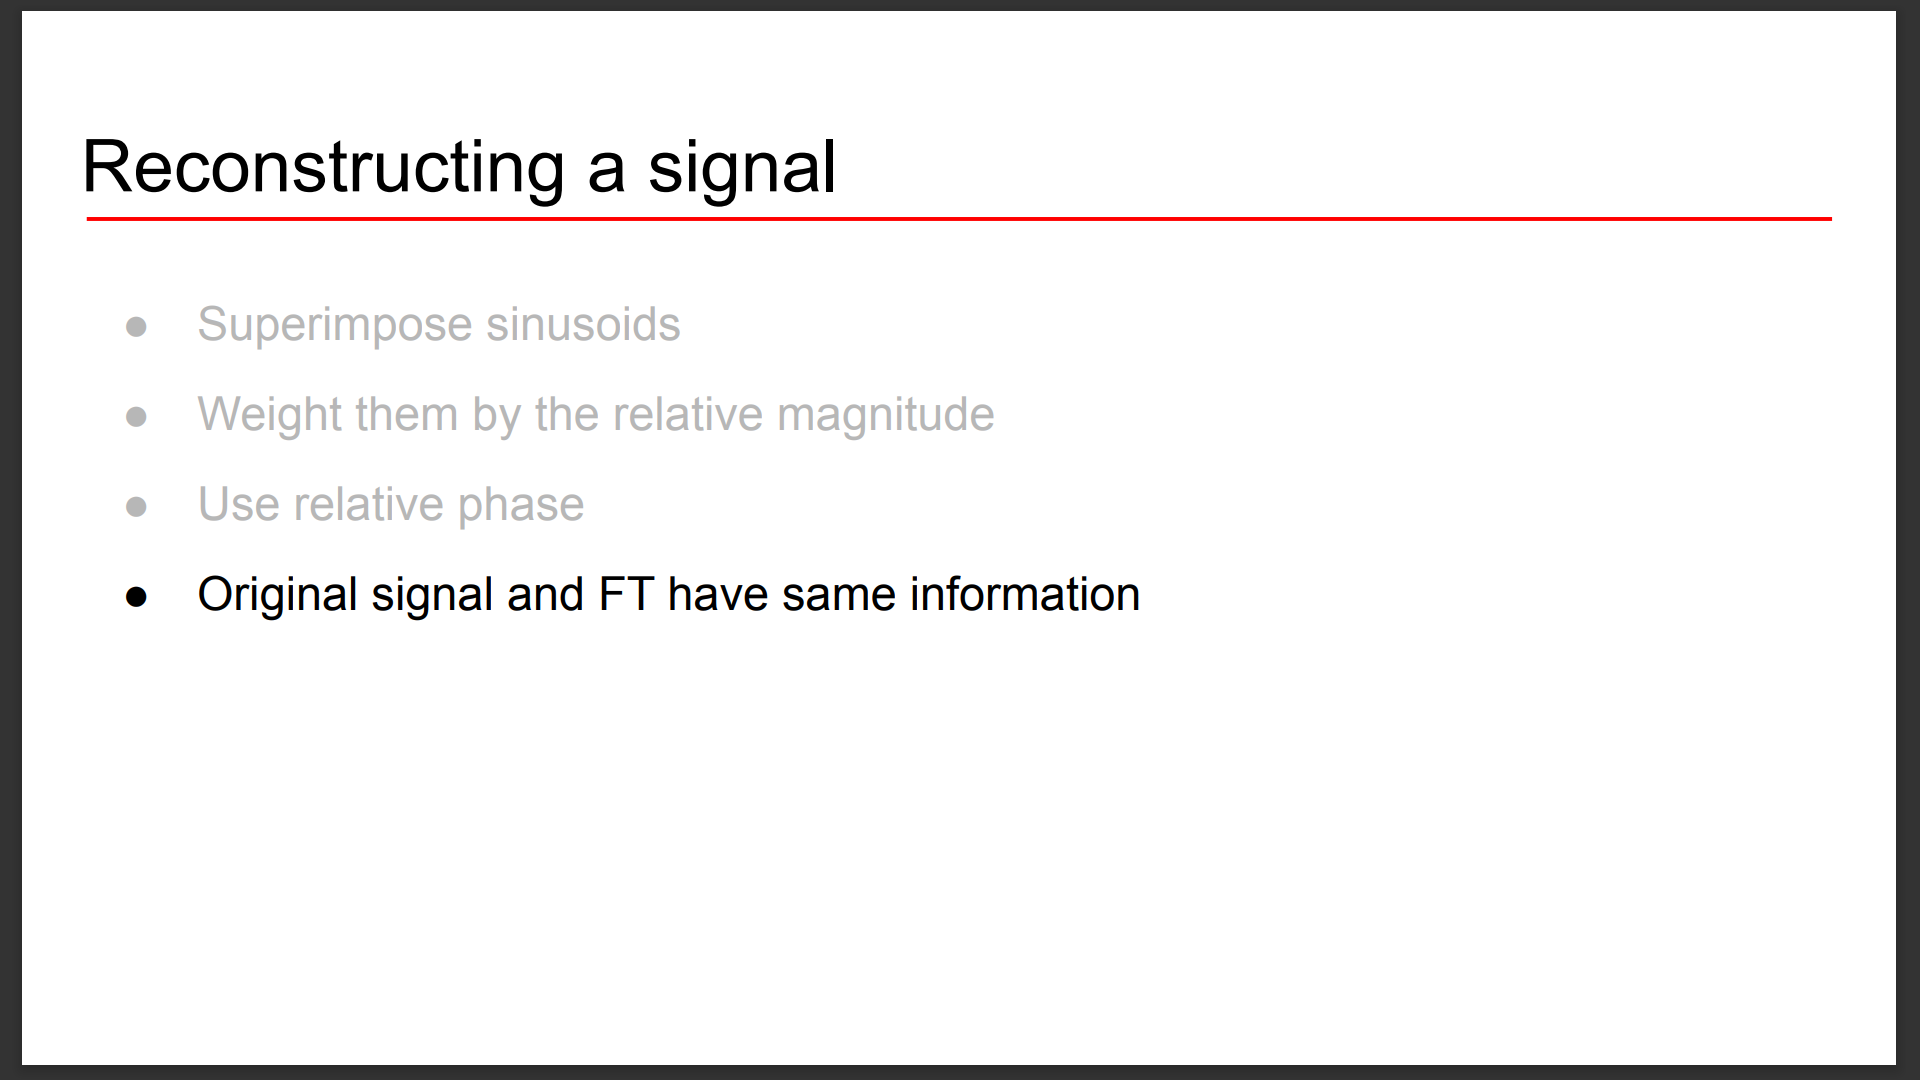 Reconstructing a signal
● Superimpose sinusoids
● Weight them by the relative magnitude
● Use relative phase
● Original signal and FT have same information